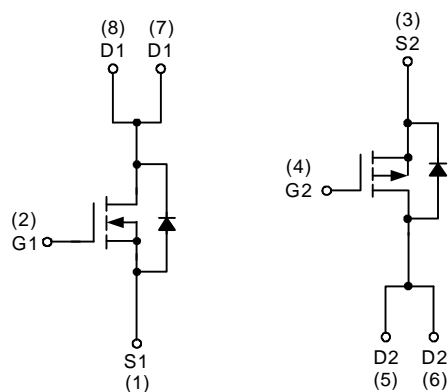 (8) (7)
D1 D1
(2)
G1
S1
(1)
(3)
S2
(4)
G2
D2 D2
(5) (6)